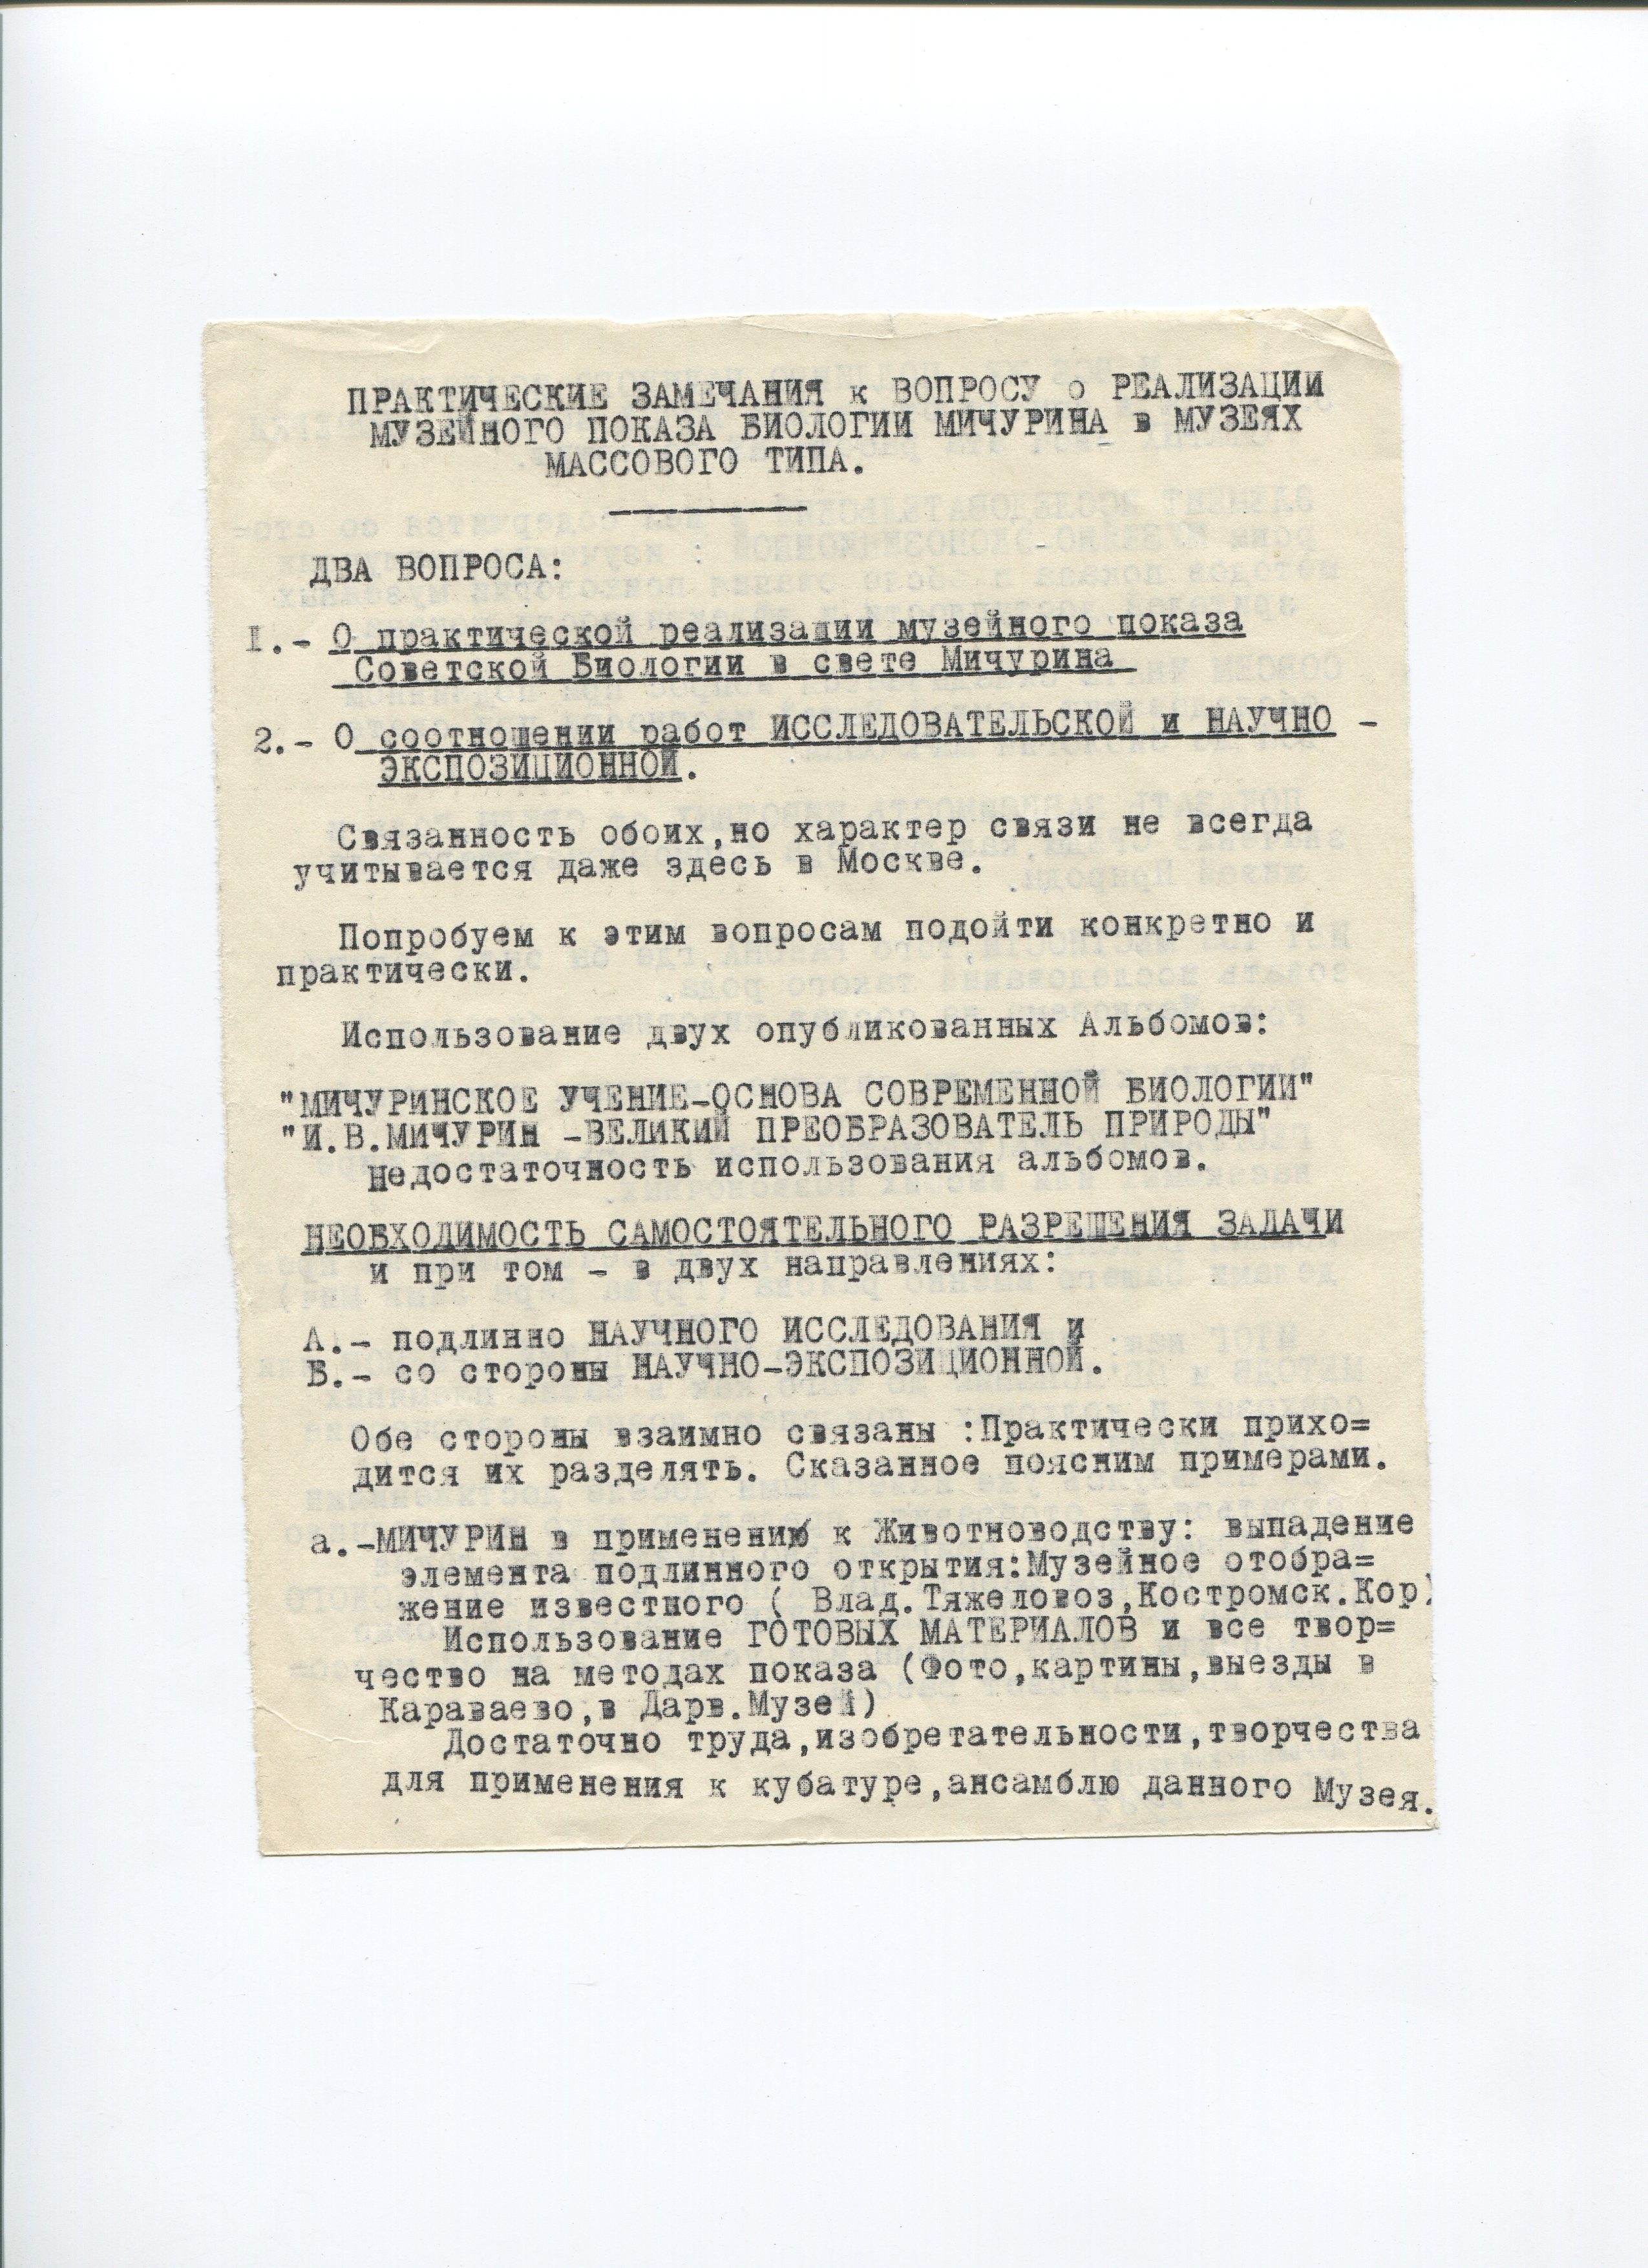 ПРАКТИЧЕСКИЕ ЗАМЕЧАНИЯ к ВОПРОСУ о РЕАЛИЗАЦИИ
МУЗЕЙНОГО ПОКАЗА БИОЛОГИИ МИЧУРИНА в МУЗЕЯХ
МАССОВОГО ТИПА.
ДВА ВОПРОСА:
I.- О практической реализации музейного показа
Советской Биологии в свете Мичурина
2.- О соотношении работ ИССЛЕДОВАТЕЛЬСКОЙ и НАУЧНО -
ЭКСПОЗИЦИОННОЙ.
Связанность обоих,но характер связи не всегда
учитывается даже здесь в Москве.
Попробуем к этим вопросам подойти конкретно и
практически.
Использование двух опубликованных Альбомов:
"МИЧУРИНСКОЕ УЧЕНИЕ-ОСНОВА СОВРЕМЕННОЙ БИОЛОГИИ"
"И.В.МИЧУРИН -ВЕЛИКИЙ ПРЕОБРАЗОВАТЕЛЬ ПРИРОДЫ"
недостаточность использования альбомов.
НЕОБХОДИМОСТЬ САМОСТОЯТЕЛЬНОГО РАЗРЕШЕНИЯ ЗАДАЧИ
и при том - в двух направлениях:
А.- подлинно НАУЧНОГО ИССЛЕДОВАНИЯ и
Б.- со стороны НАУЧНО-ЭКСПОЗИЦИОННОЙ.
Обе стороны взаимно связаны :Практически прихо=
дится их разделять. Сказанное поясним примерами.
а.-МИЧУРИН в применении к Животноводству: выпадение
элемента подлинного открытия:Музейное отобра=
жение известного ( Влад.Тяжеловоз,Костромск.Кор)
Использование ГОТОВЫХ МАТЕРИАЛОВ и все твор=
чество на методах показа (Фото,картины,выезды в
Караваево,в Дарв.Музей)
Достаточно труда,изобретательности,творчества
для применения к кубатуре,ансамблю данного Музея.